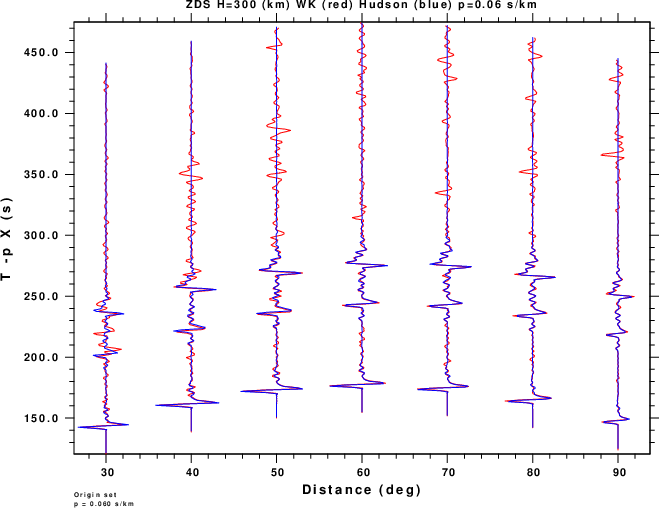 ZDS H=300 (km) WK (red) Hudson (blue) p=0.06 s/km
450.0
400.0
350.0
300.0
250.0
200.0
150.0
T -p X (s)
30 40 50 60 70 80 90
Distance (deg)
Origin set
p = 0.060 s/km